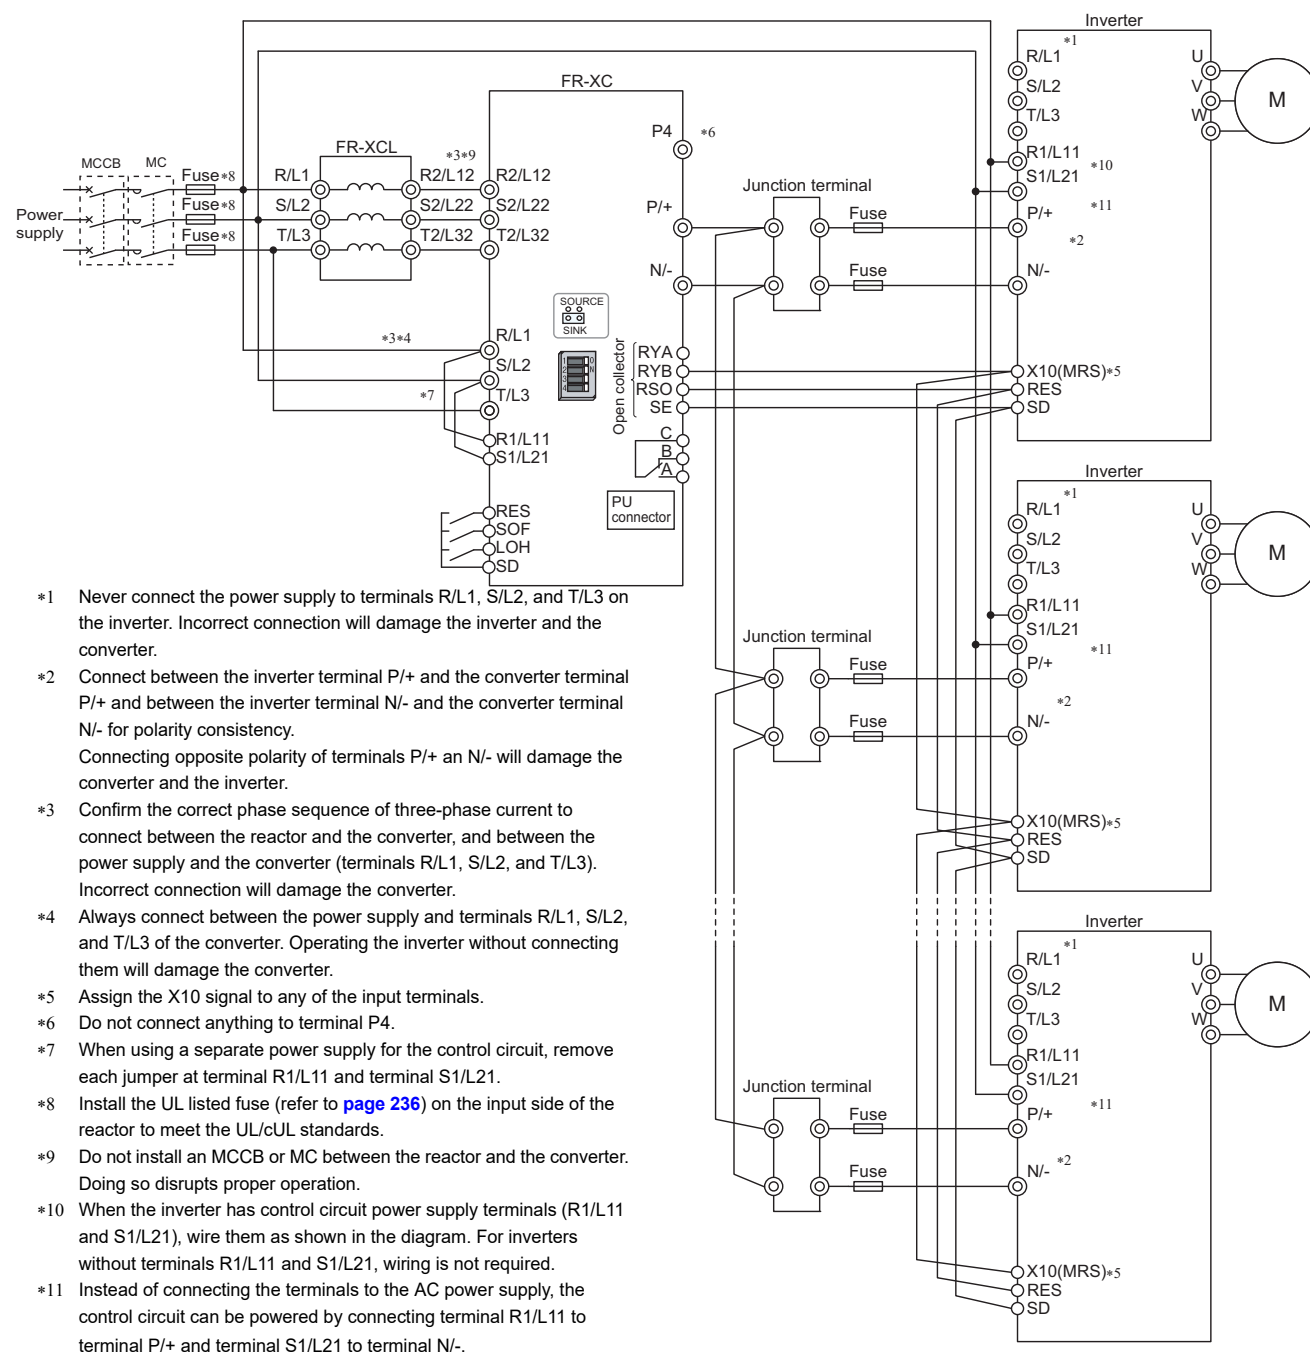 Inverter
*1
R/L1
S/L2
T/L3
R1/L11
*10
S1/L21
P/+
*11
*2
N/-
U
V
W
M
X10(MRS)*5
RES
SD
FR-XC
P4
*6
MCCB
MC
Fuse*8
Fuse*8
Fuse*8
Power
supply
FR-XCL
R/L1
S/L2
T/L3
*3*9
R2/L12
S2/L22
T2/L32
R2/L12
S2/L22
T2/L32
P/+
N/-
Junction terminal
Fuse
Fuse
SOURCE
SINK
1
2
3
4
O
N
*3*4
*7
R/L1
S/L2
T/L3
R1/L11
S1/L21
Open collector
RYA
RYB
RSO
SE
C
B
A
PU
connector
RES
SOF
LOH
SD
Inverter
*1
R/L1
S/L2
T/L3
R1/L11
S1/L21
*11
P/+
*2
N/-
U
V
W
M
X10(MRS)*5
RES
SD
Junction terminal
Fuse
Fuse
Inverter
*1
R/L1
S/L2
T/L3
R1/L11
S1/L21
*11
P/+
*2
N/-
U
V
W
M
X10(MRS)*5
RES
SD
Junction terminal
Fuse
Fuse
*1 Never connect the power supply to terminals R/L1, S/L2, and T/L3 on
the inverter. Incorrect connection will damage the inverter and the
converter.
*2 Connect between the inverter terminal P/+ and the converter terminal
P/+ and between the inverter terminal N/- and the converter terminal
N/- for polarity consistency.
Connecting opposite polarity of terminals P/+ an N/- will damage the
converter and the inverter.
*3 Confirm the correct phase sequence of three-phase current to
connect between the reactor and the converter, and between the
power supply and the converter (terminals R/L1, S/L2, and T/L3).
Incorrect connection will damage the converter.
*4 Always connect between the power supply and terminals R/L1, S/L2,
and T/L3 of the converter. Operating the inverter without connecting
them will damage the converter.
*5 Assign the X10 signal to any of the input terminals.
*6 Do not connect anything to terminal P4.
*7 When using a separate power supply for the control circuit, remove
each jumper at terminal R1/L11 and terminal S1/L21.
*8 Install the UL listed fuse (refer to page 236) on the input side of the
reactor to meet the UL/cUL standards.
*9 Do not install an MCCB or MC between the reactor and the converter.
Doing so disrupts proper operation.
*10 When the inverter has control circuit power supply terminals (R1/L11
and S1/L21), wire them as shown in the diagram. For inverters
without terminals R1/L11 and S1/L21, wiring is not required.
*11 Instead of connecting the terminals to the AC power supply, the
control circuit can be powered by connecting terminal R1/L11 to
terminal P/+ and terminal S1/L21 to terminal N/-.